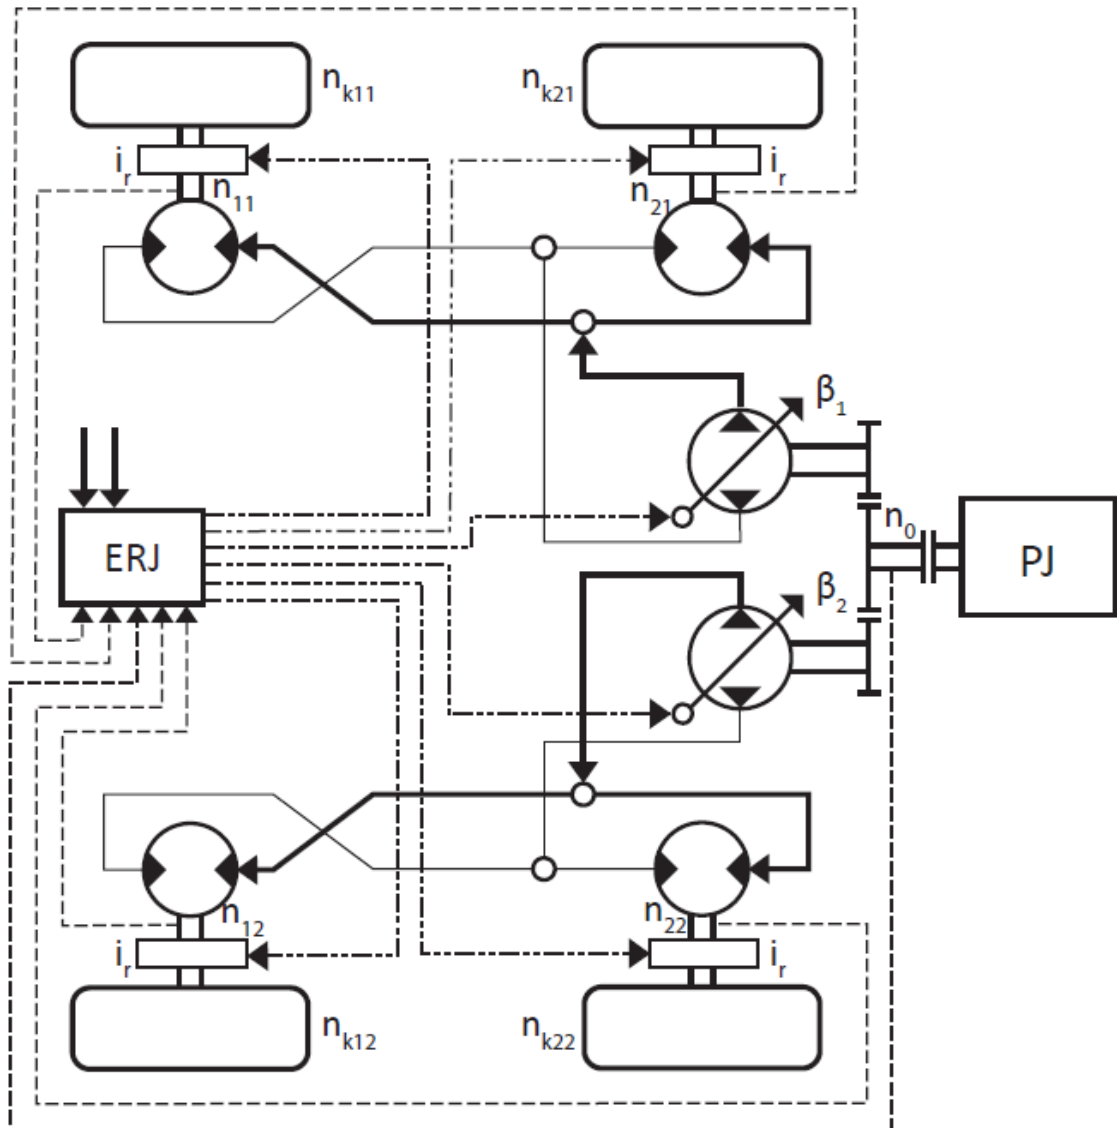 n_k11 n_k21
i_r i_r
n_11 n_21
β_1
ERJ n_0 PJ
β_2
n_12 n_22
i_r i_r
n_k12 n_k22